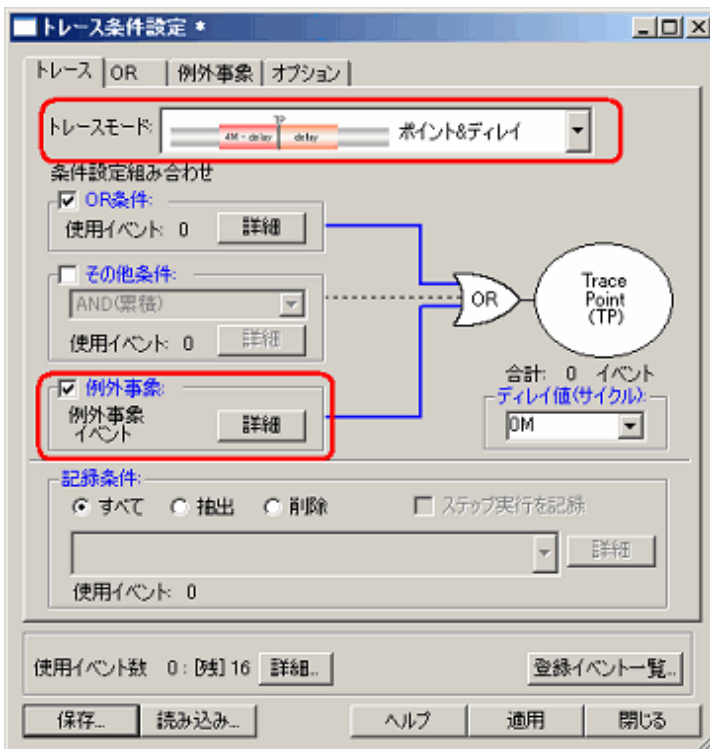 トレース条件設定 *
トレース OR 例外事象 オプション
トレースモード: TP 4M - delay delay ポイント&ディレイ
条件設定組み合わせ
OR条件:
使用イベント: 0 詳細
その他条件:
AND(累積)
使用イベント: 0 詳細
OR
Trace
Point
(TP)
合計: 0 イベント
例外事象:
例外事象
イベント
詳細
ディレイ値(サイクル):
0M
記録条件:
すべて 抽出 削除 ステップ実行を記録
詳細
使用イベント: 0
使用イベント数 0 : [残] 16 詳細... 登録イベント一覧...
保存... 読み込み... ヘルプ 適用 閉じる